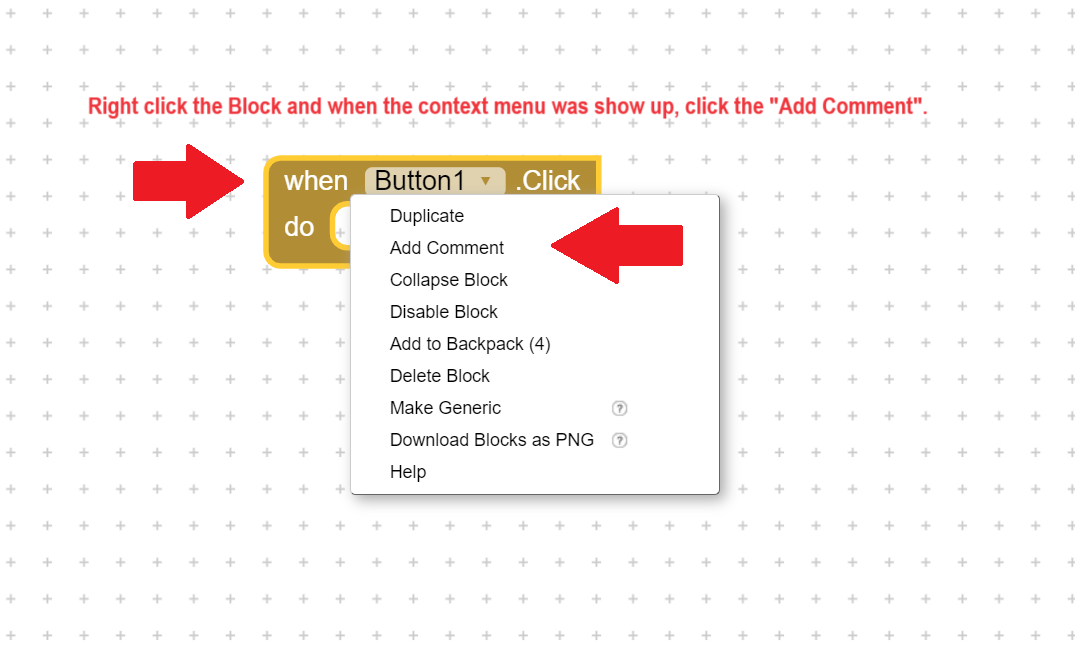 Right click the Block and when the context menu was show up, click the "Add Comment".
when Button1 .Click
do
Duplicate
Add Comment
Collapse Block
Disable Block
Add to Backpack (4)
Delete Block
Make Generic ?
Download Blocks as PNG ?
Help